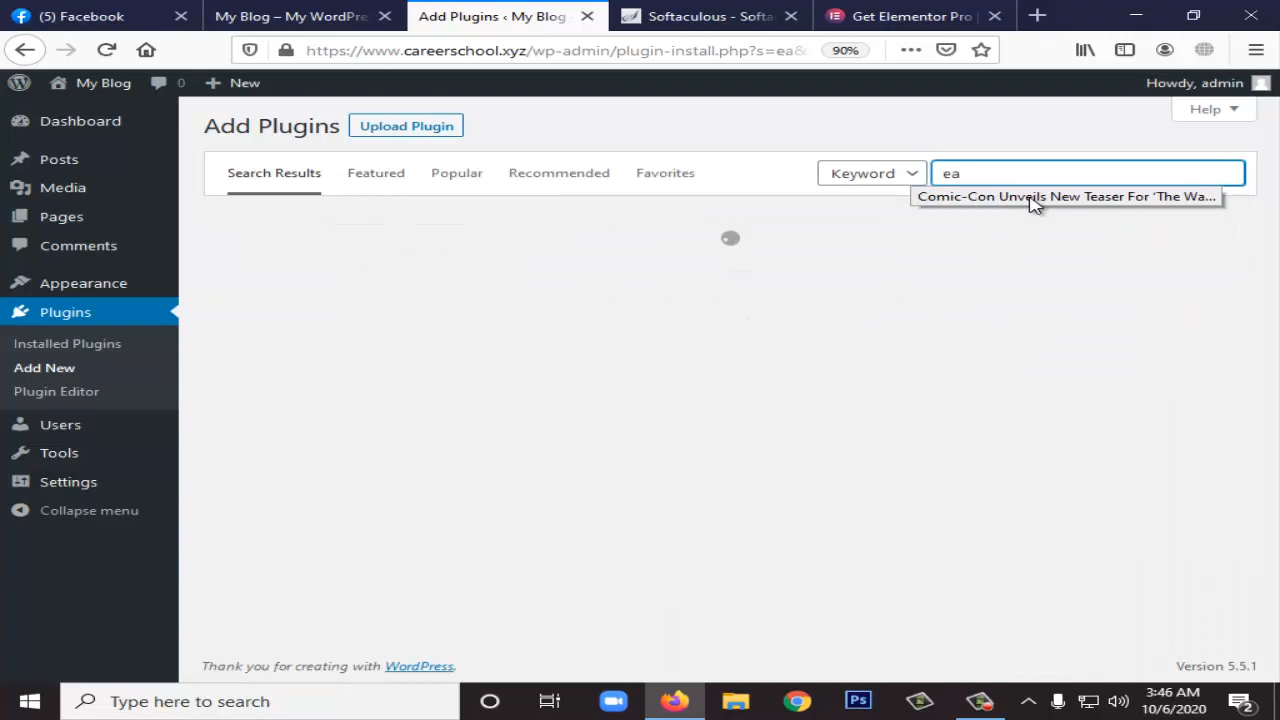 (5) Facebook
My Blog – My WordPre
Add Plugins ‹ My Blog
Softaculous - Softa
Get Elementor Pro |
https://www.careerschool.xyz/wp-admin/plugin-install.php?s=ea&
90%
My Blog
0
New
Howdy, admin
Dashboard
Posts
Media
Pages
Comments
Appearance
Plugins
Installed Plugins
Add New
Plugin Editor
Users
Tools
Settings
Collapse menu
Help
Add Plugins
Upload Plugin
Search Results
Featured
Popular
Recommended
Favorites
Keyword
ea
Comic-Con Unveils New Teaser For ‘The Wa...
Thank you for creating with WordPress.
Version 5.5.1
Type here to search
Ps
3:46 AM
10/6/2020
2